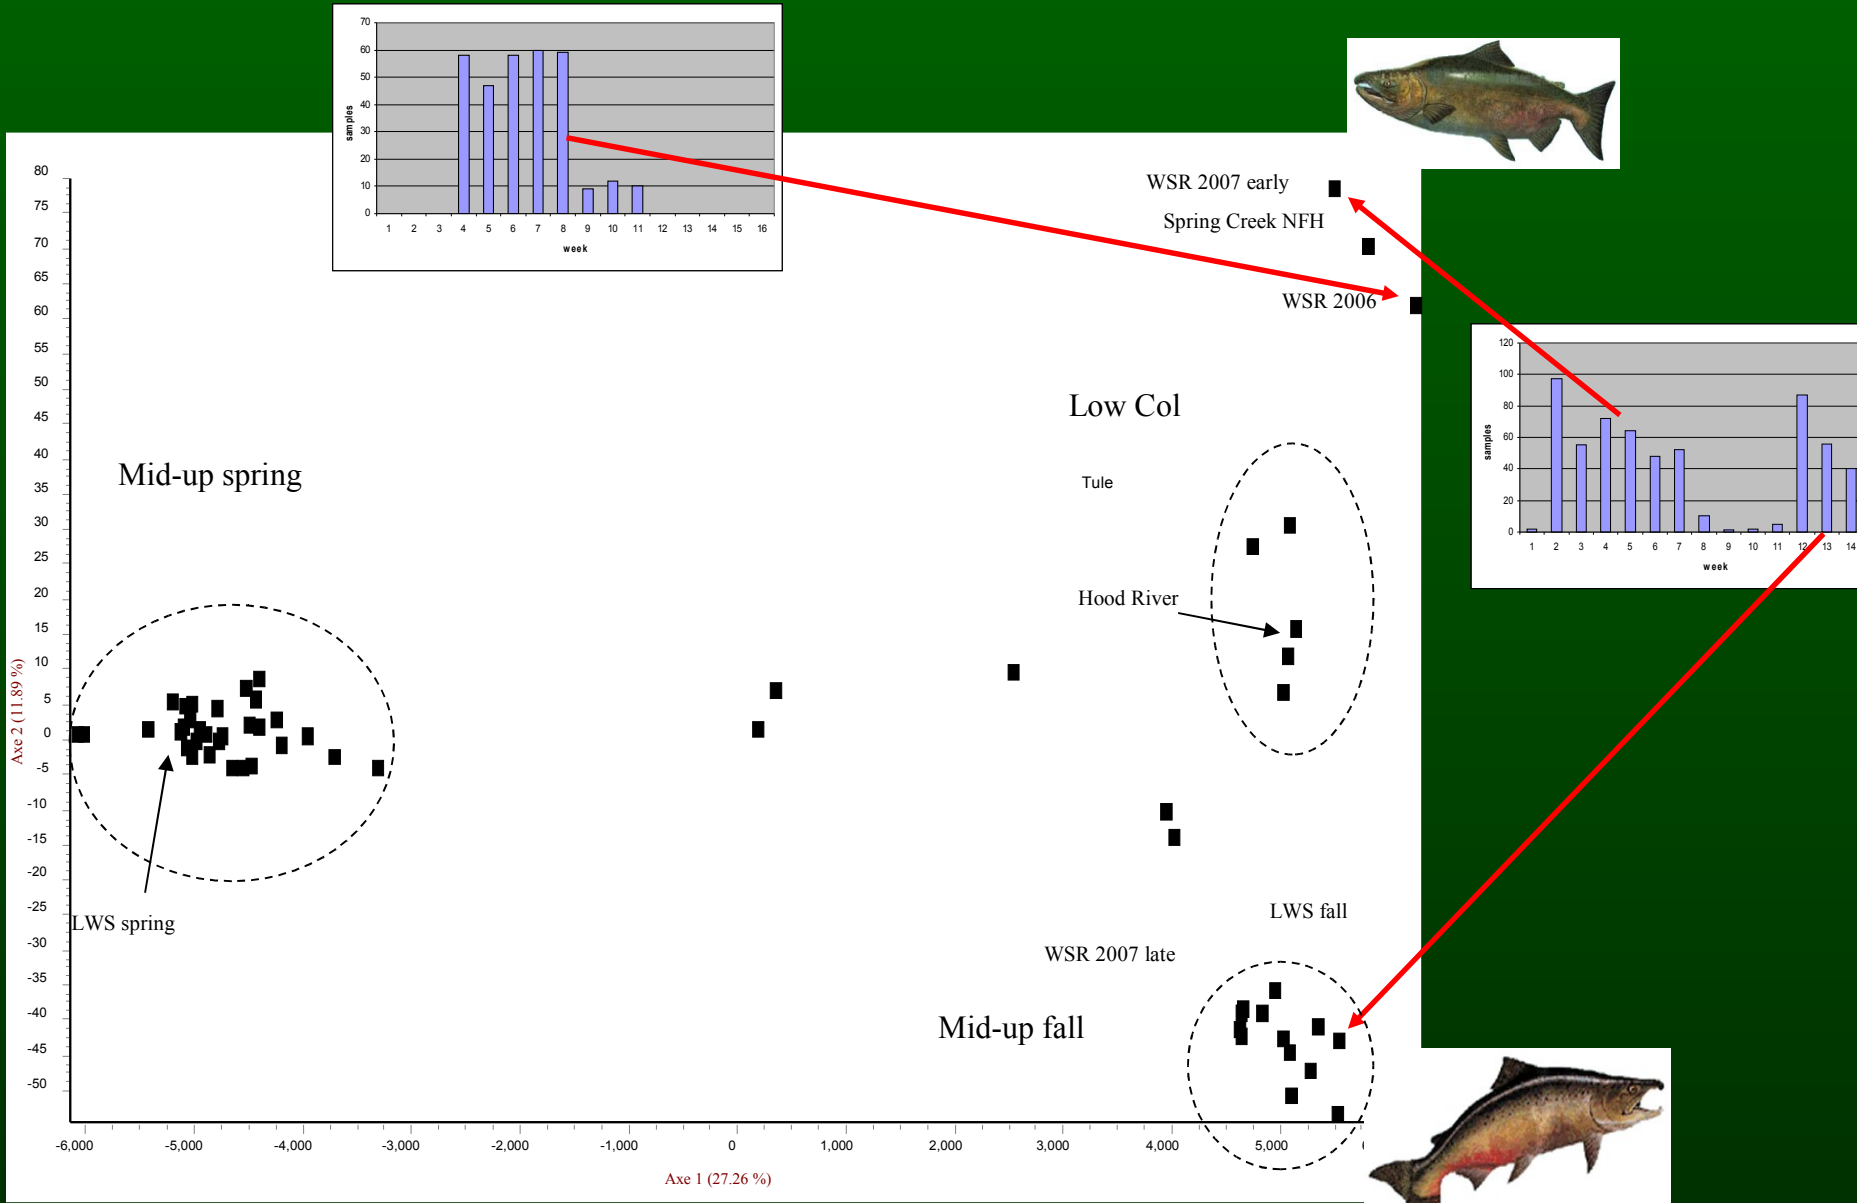 70
60
50
40
30
20
10
0
samples
1 2 3 4 5 6 7 8 9 10 11 12 13 14 15 16
week
80
75
70
65
60
55
50
45
40
35
30
25
20
15
10
5
0
-5
-10
-15
-20
-25
-30
-35
-40
-45
-50
Axe 2 (11.89 %)
WSR 2007 early
Spring Creek NFH
WSR 2006
120
100
80
60
40
20
0
samples
1 2 3 4 5 6 7 8 9 10 11 12 13 14
week
Low Col
Mid-up spring
Tule
Hood River
LWS spring
LWS fall
WSR 2007 late
Mid-up fall
-6,000 -5,000 -4,000 -3,000 -2,000 -1,000 0 1,000 2,000 3,000 4,000 5,000
Axe 1 (27.26 %)